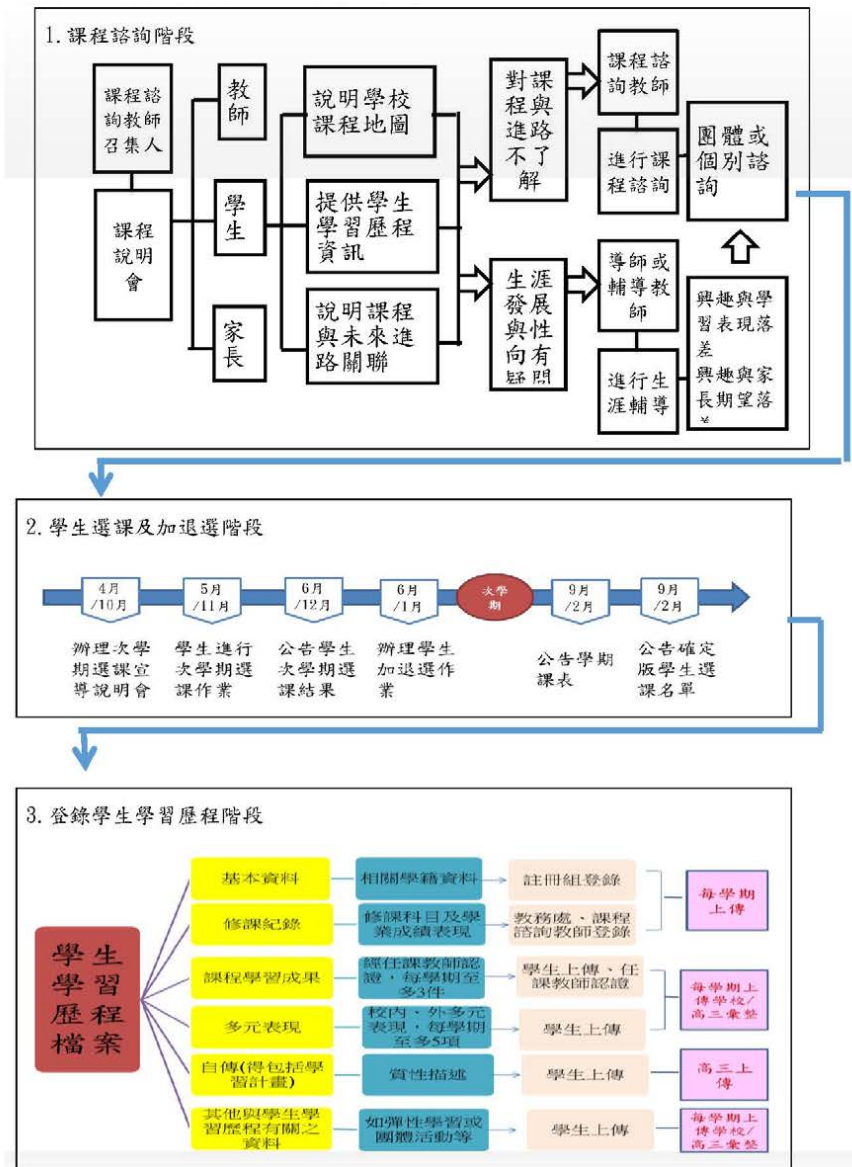 1. 課程諮詢階段
課程諮
詢教師
召集人
課程
說明
會
教
師
學
生
家
長
說明學校
課程地圖
提供學生
學習歷程
資訊
說明課程
與未來進
路關聯
對課
程與
進路
不了
解
生涯
發展
與性
向有
疑問
課程諮
詢教師
進行課
程諮詢
導師或
輔導教
師
進行生
涯輔導
團體或
個別諮
詢
興趣與學
習表現落
差
興趣與家
長期望落
差
2. 學生選課及加退選階段
4月
/10月
5月
/11月
6月
/12月
6月
/1月
次學
期
9月
/2月
9月
/2月
辦理次學
期選課宣
導說明會
學生進行
次學期選
課作業
公告學生
次學期選
課結果
辦理學生
加退選作
業
公告學期
課表
公告確定
版學生選
課名單
3. 登錄學生學習歷程階段
學生
學習
歷程
檔案
基本資料
相關學籍資料
註冊組登錄
修課紀錄
修課科目及學
業成績表現
教務處、課程
諮詢教師登錄
每學期
上傳
課程學習成果
經任課教師認
證，每學期至
多3件
學生上傳、任
課教師認證
多元表現
校內、外多元
表現，每學期
至多5項
學生上傳
每學期上
傳學校/
高三彙整
自傳(得包括學
習計畫)
質性描述
學生上傳
高三上
傳
其他與學生學
習歷程有關之
資料
如彈性學習或
團體活動等
學生上傳
每學期上
傳學校/
高三彙整